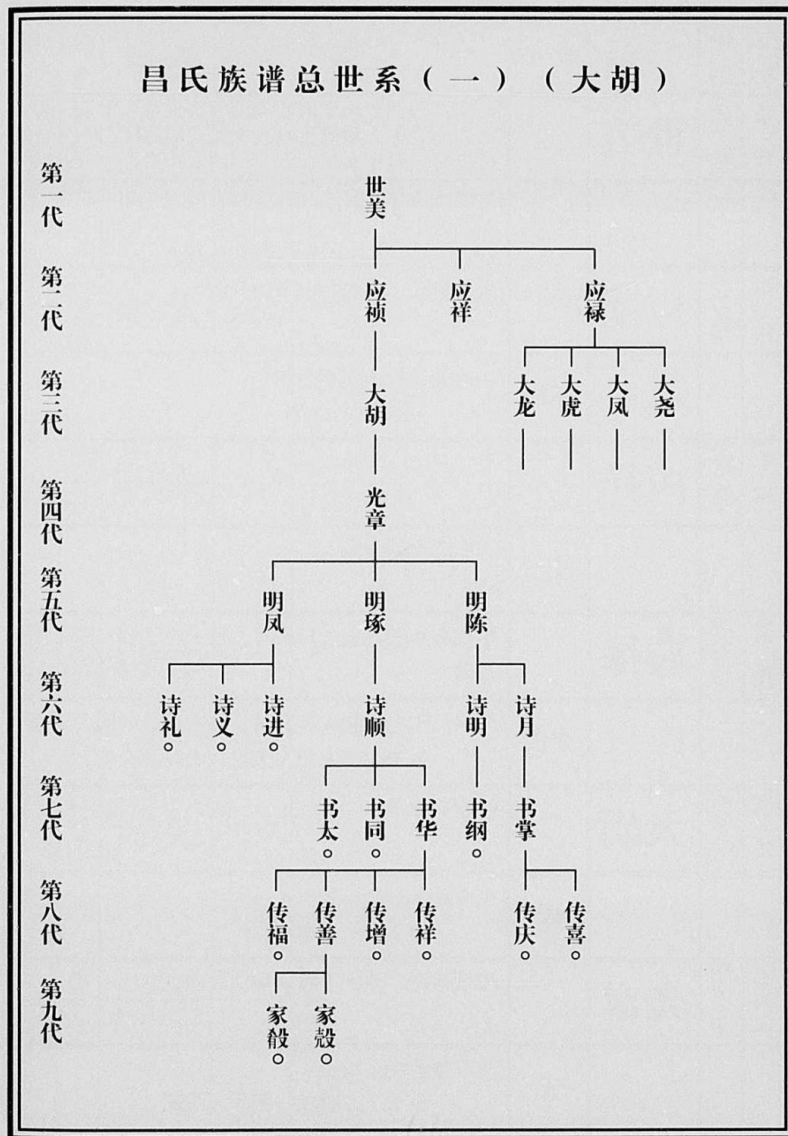 昌氏族谱总世系(一)(大胡)
第一代
世美
第二代
应祯
应祥
应禄
第三代
大胡
大龙
大虎
大凤
大尧
第四代
光章
第五代
明凤
明琢
明陈
第六代
诗礼。
诗义。
诗进。
诗顺
诗明
诗月
第七代
书太。
书同。
书华
书纲。
书掌
第八代
传福。
传善
传增。
传祥。
传庆。
传喜。
第九代
家
家